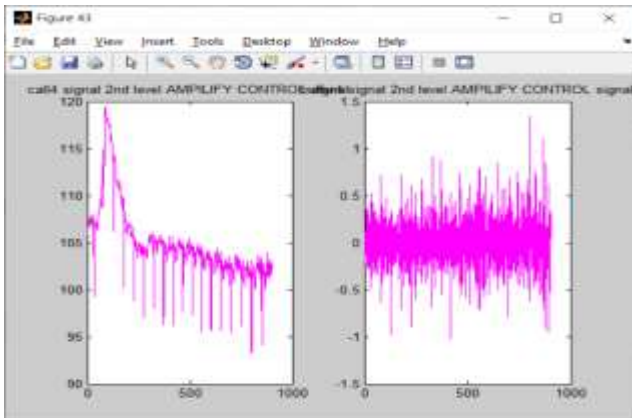 Figure 43
File Edit View Insert Tools Desktop Window Help
ca64 signal 2nd level AMPILIFY CONTROL signal 2nd level AMPILIFY CONTROL signal
120
115
110
105
100
95
90
0 500 1000
1.5
1
0.5
0
-0.5
-1
-1.5
0 500 1000